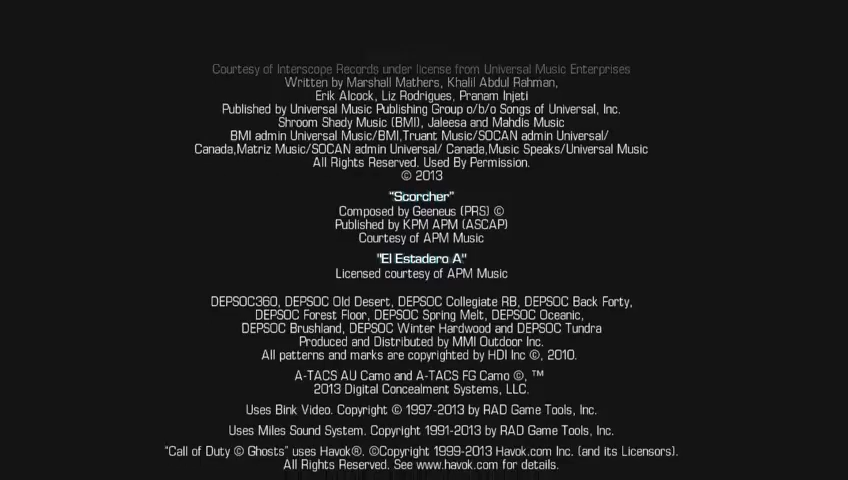 Courtesy of Interscope Records under license from Universal Music Enterprises
Written by Marshall Mathers, Khalil Abdul Rahman,
Erik Alcock, Liz Rodrigues, Pranam Injeti
Published by Universal Music Publishing Group o/b/o Songs of Universal, Inc.
Shroom Shady Music (BMI), Jaleesa and Mahdis Music
BMI admin Universal Music/BMI,Truant Music/SOCAN admin Universal/
Canada,Matriz Music/SOCAN admin Universal/ Canada,Music Speaks/Universal Music
All Rights Reserved. Used By Permission.
© 2013
"Scorcher"
Composed by Geeneus (PRS) ©
Published by KPM APM (ASCAP)
Courtesy of APM Music
"El Estadero A"
Licensed courtesy of APM Music
DEPSOC360, DEPSOC Old Desert, DEPSOC Collegiate RB, DEPSOC Back Forty,
DEPSOC Forest Floor, DEPSOC Spring Melt, DEPSOC Oceanic,
DEPSOC Brushland, DEPSOC Winter Hardwood and DEPSOC Tundra
Produced and Distributed by MMI Outdoor Inc.
All patterns and marks are copyrighted by HDI Inc ©, 2010.
A-TACS AU Camo and A-TACS FG Camo ©, ™
2013 Digital Concealment Systems, LLC.
Uses Bink Video. Copyright © 1997-2013 by RAD Game Tools, Inc.
Uses Miles Sound System. Copyright 1991-2013 by RAD Game Tools, Inc.
"Call of Duty © Ghosts" uses Havok®. ©Copyright 1999-2013 Havok.com Inc. (and its Licensors).
All Rights Reserved. See www.havok.com for details.